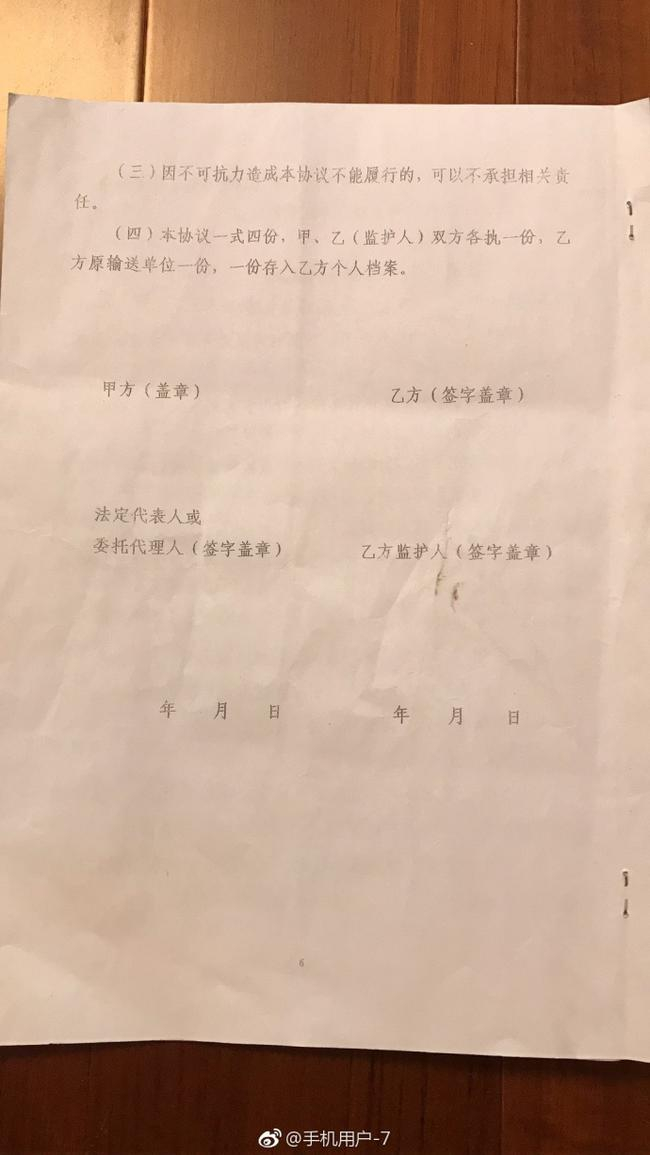 （三）因不可抗力造成本协议不能履行的，可以不承担相关责
任。
（四）本协议一式四份，甲、乙（监护人）双方各执一份，乙
方原输送单位一份，一份存入乙方个人档案。
甲方（盖章） 乙方（签字盖章）
法定代表人或
委托代理人（签字盖章） 乙方监护人（签字盖章）
年 月 日 年 月 日
6
@手机用户-7